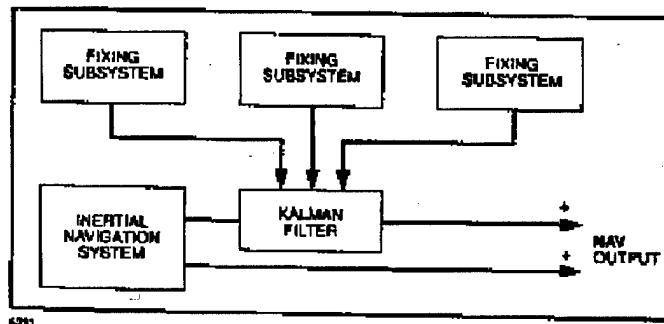 FIXING
SUBSYSTEM
FIXING
SUBSYSTEM
FIXING
SUBSYSTEM
INERTIAL
NAVIGATION
SYSTEM
KALMAN
FILTER
+
+
NAV
OUTPUT